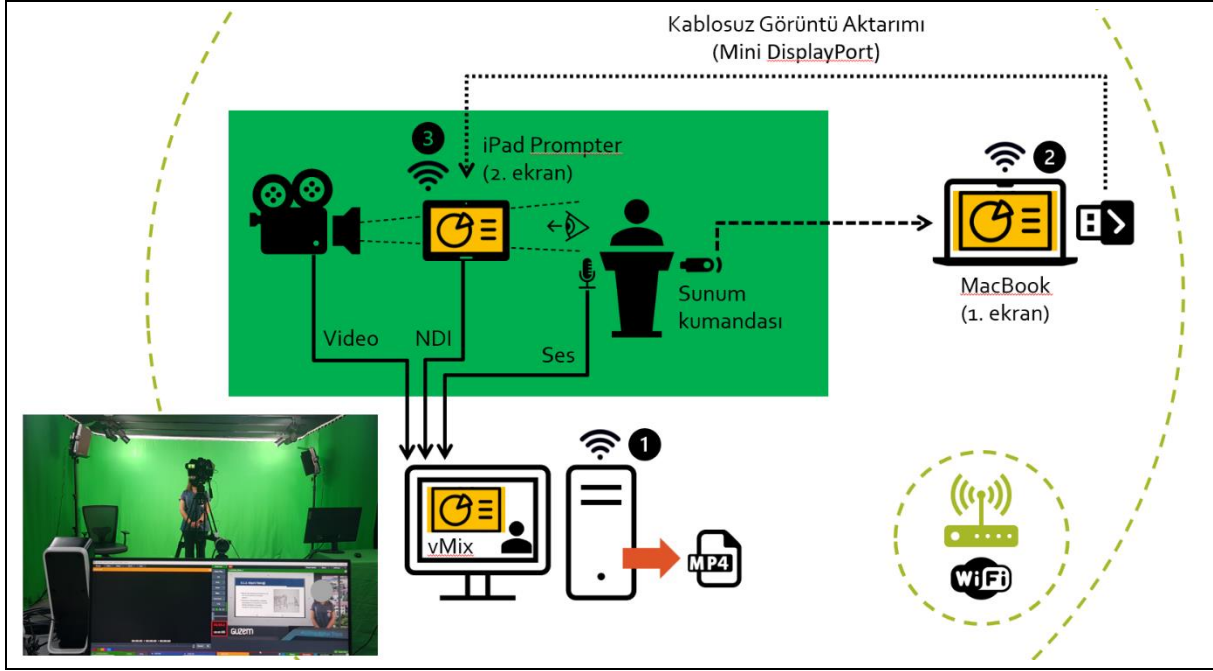 Kablosuz Görüntü Aktarımı
(Mini DisplayPort)
3
iPad Prompter
(2. ekran)
2
MacBook
(1. ekran)
Sunum
kumandası
Video
NDI
Ses
1
vMix
MP4
WiFi
GUZEM